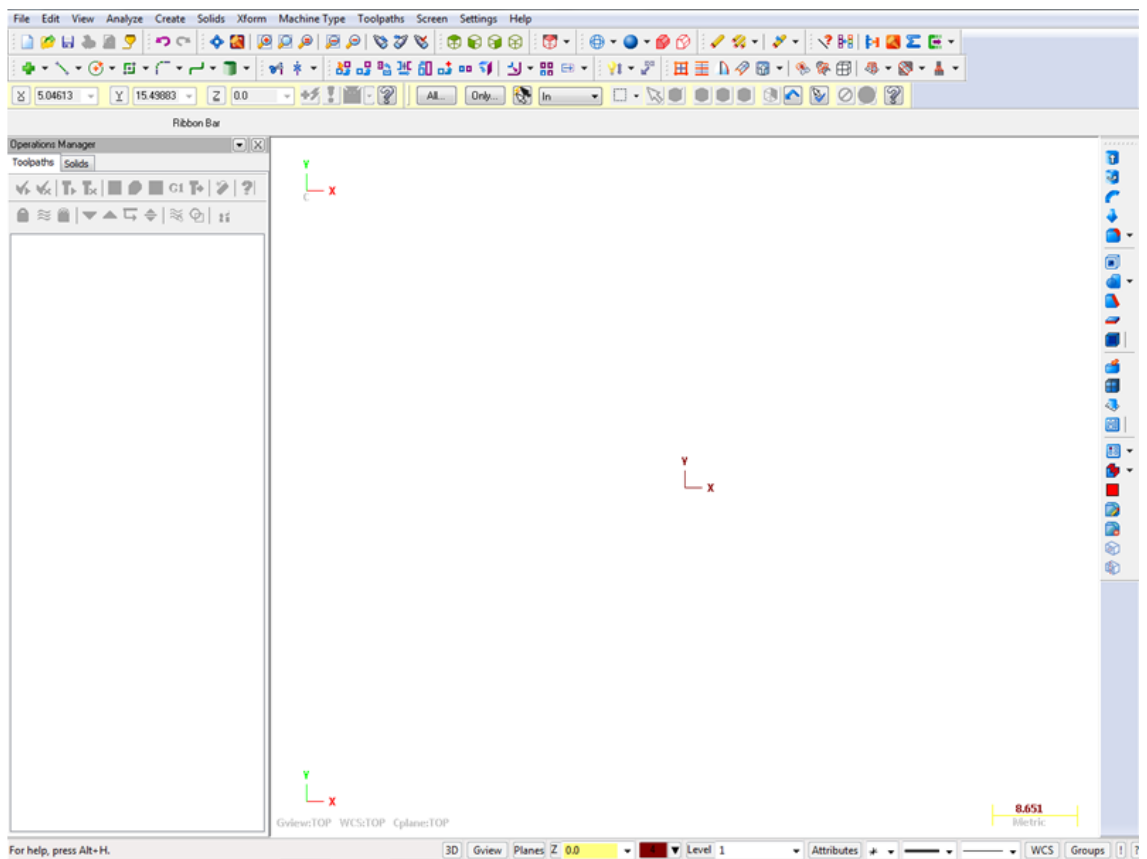 File Edit View Analyze Create Solids Xform Machine Type Toolpaths Screen Settings Help
X 5.04613 Y 15.49883 Z 0.0 All... Only... In
Ribbon Bar
Operations Manager
Toolpaths Solids
G1
Y
X
C
Y
X
Y
X
Gview:TOP WCS:TOP Cplane:TOP
8.651
Metric
For help, press Alt+H.
3D Gview Planes Z 0.0 Level 1 Attributes WCS Groups ! ?